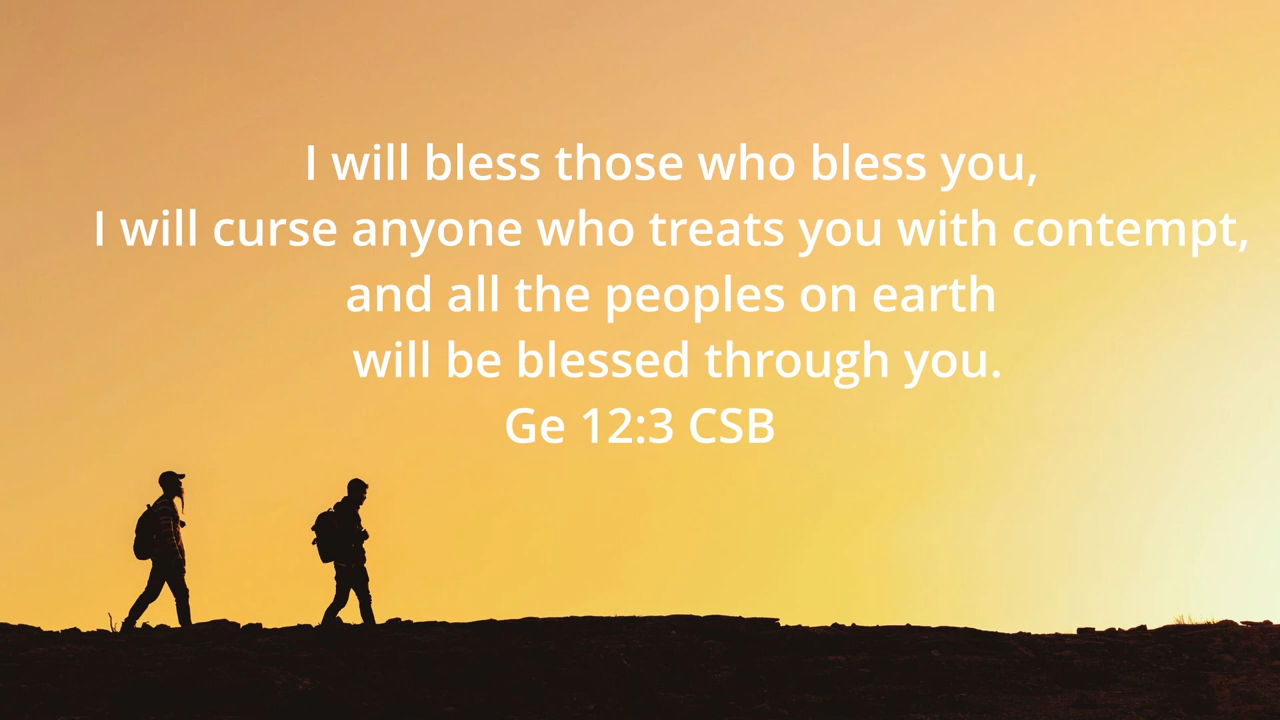 I will bless those who bless you,
I will curse anyone who treats you with contempt,
and all the peoples on earth
will be blessed through you.
Ge 12:3 CSB